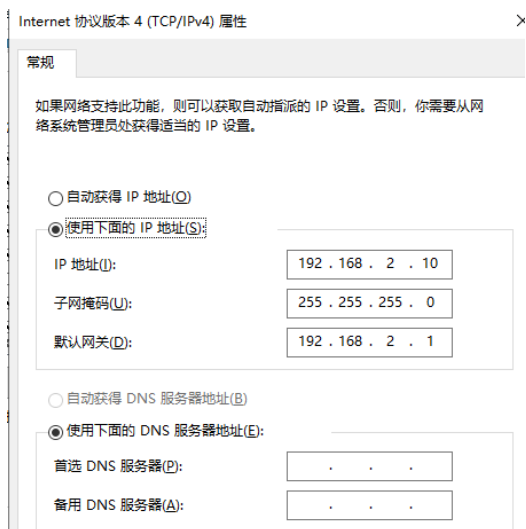 Internet 协议版本 4 (TCP/IPv4) 属性
常规
如果网络支持此功能，则可以获取自动指派的 IP 设置。否则，你需要从网
络系统管理员处获得适当的 IP 设置。
自动获得 IP 地址(O)
使用下面的 IP 地址(S):
IP 地址(I): 192 . 168 . 2 . 10
子网掩码(U): 255 . 255 . 255 . 0
默认网关(D): 192 . 168 . 2 . 1
自动获得 DNS 服务器地址(B)
使用下面的 DNS 服务器地址(E):
首选 DNS 服务器(P): . . .
备用 DNS 服务器(A): . . .